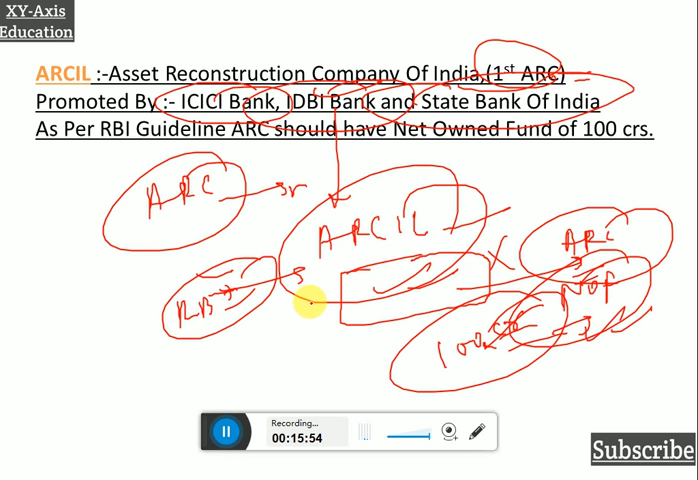 XY-Axis
Education
ARCIL :-Asset Reconstruction Company Of India,(1st ARC)
Promoted By :- ICICI Bank, IDBI Bank and State Bank Of India
As Per RBI Guideline ARC should have Net Owned Fund of 100 crs.
ARC
ARCIL
ARC
RBI
NOF
100
Recording...
00:15:54
Subscribe